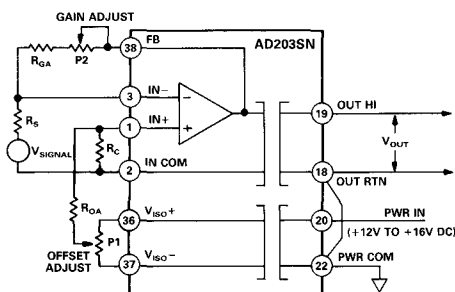 GAIN ADJUST
AD203SN
RGA
P2
38
FB
3
IN−
−
19
OUT HI
RS
1
IN+
+
VSIGNAL
RC
VOUT
2
IN COM
18
OUT RTN
ROA
36
VISO+
20
PWR IN
P1
(+12V TO +16V DC)
OFFSET
ADJUST
37
VISO−
22
PWR COM